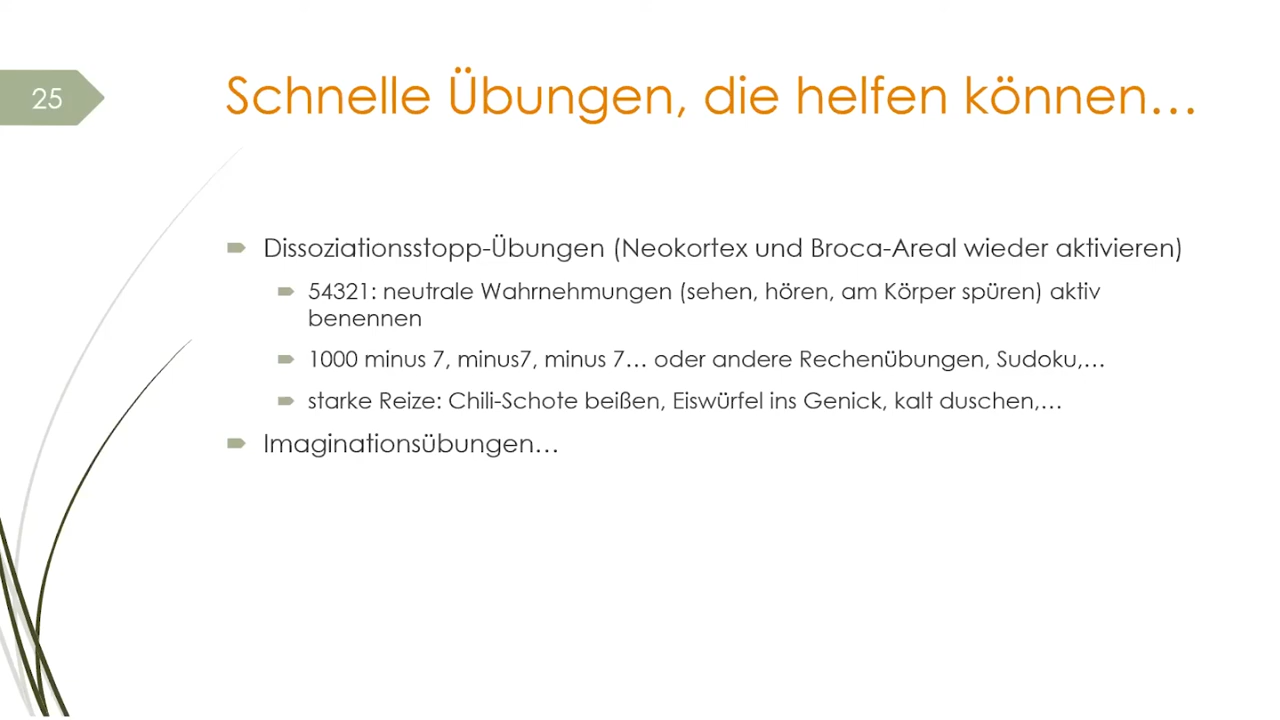 25
Schnelle Übungen, die helfen können…
Dissoziationsstopp-Übungen (Neokortex und Broca-Areal wieder aktivieren)
54321: neutrale Wahrnehmungen (sehen, hören, am Körper spüren) aktiv
benennen
1000 minus 7, minus7, minus 7… oder andere Rechenübungen, Sudoku,…
starke Reize: Chili-Schote beißen, Eiswürfel ins Genick, kalt duschen,…
Imaginationsübungen…